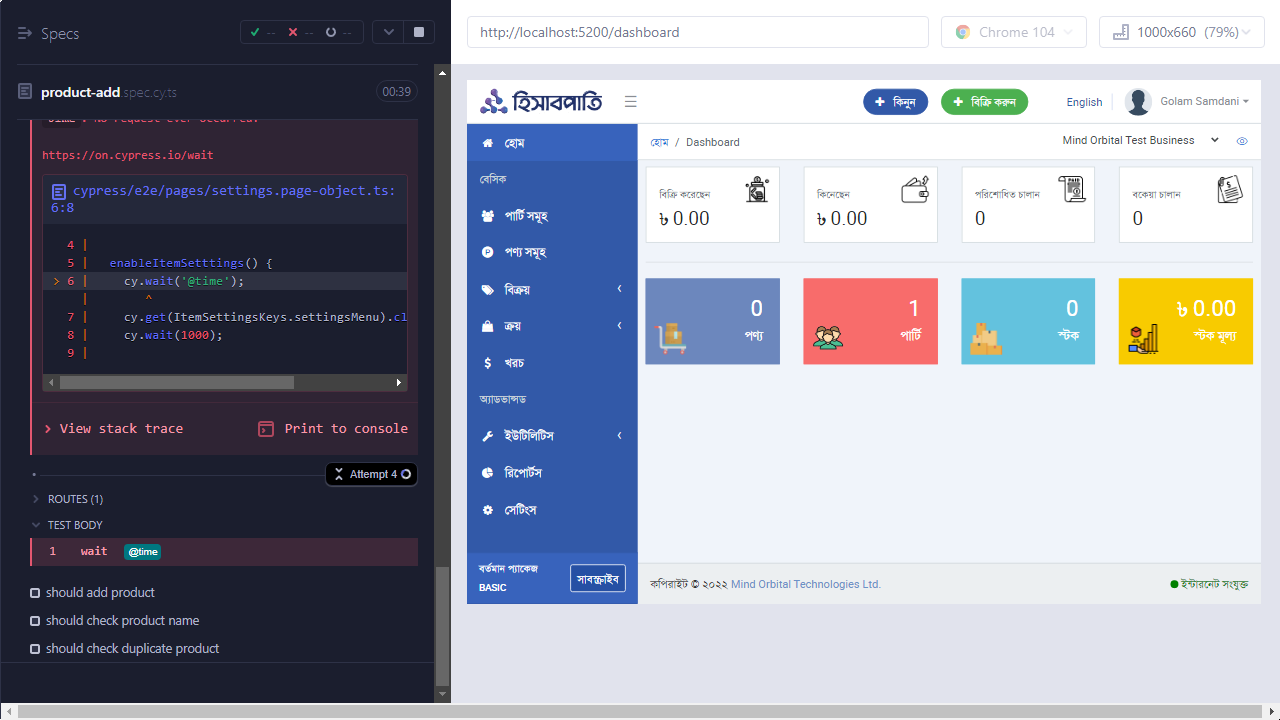 Specs
-- -- --
product-add spec.cy.ts
00:39
https://on.cypress.io/wait
cypress/e2e/pages/settings.page-object.ts:
6:8
4 |
5 | enableItemSetttings() {
> 6 | cy.wait('@time');
| ^
7 | cy.get(ItemSettingsKeys.settingsMenu).cl
8 | cy.wait(1000);
9 |
View stack trace
Print to console
Attempt 4
ROUTES (1)
TEST BODY
1 wait @time
should add product
should check product name
should check duplicate product
http://localhost:5200/dashboard
Chrome 104
1000x660 (79%)
হিসাবপাতি
কিনুন
বিক্রি করুন
English
Golam Samdani
হোম
বেসিক
পার্টি সমূহ
পণ্য সমূহ
বিক্রয়
ক্রয়
খরচ
অ্যাডভান্সড
ইউটিলিটিস
রিপোর্টস
সেটিংস
বর্তমান প্যাকেজ
BASIC
সাবস্ক্রাইব
হোম / Dashboard
Mind Orbital Test Business
বিক্রি করেছেন
৳ 0.00
কিনেছেন
৳ 0.00
পরিশোধিত চালান
0
বকেয়া চালান
0
0
পণ্য
1
পার্টি
0
স্টক
৳ 0.00
স্টক মূল্য
কপিরাইট © ২০২২ Mind Orbital Technologies Ltd.
ইন্টারনেট সংযুক্ত